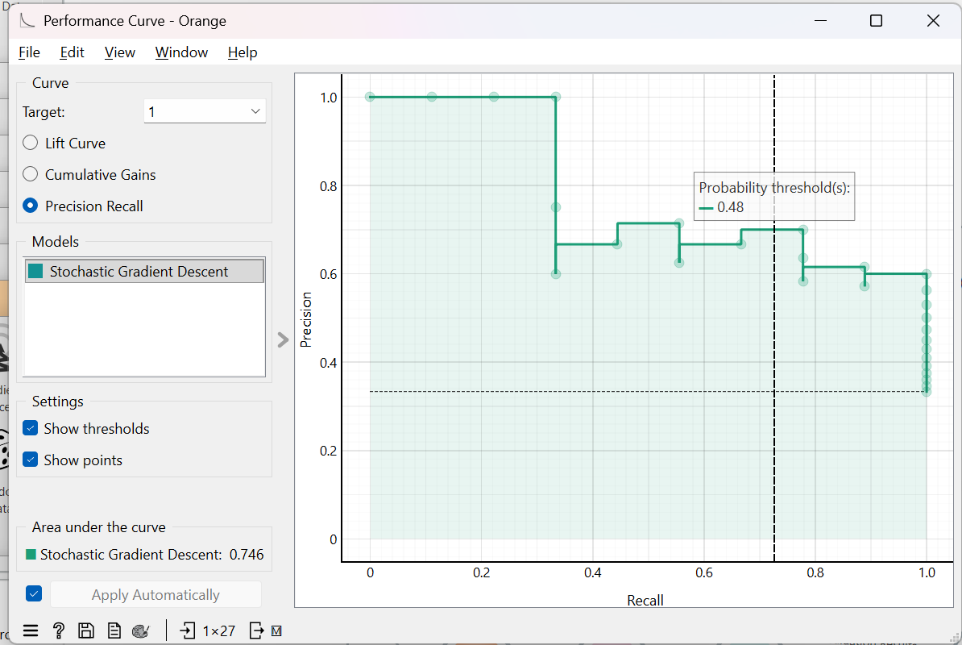 Performance Curve - Orange
File Edit View Window Help
Curve
Target: 1
Lift Curve
Cumulative Gains
Precision Recall
Models
Stochastic Gradient Descent
Settings
Show thresholds
Show points
Area under the curve
Stochastic Gradient Descent: 0.746
Apply Automatically
1×27
M
Precision
1.0
0.8
0.6
0.4
0.2
0
Probability threshold(s):
0.48
0 0.2 0.4 0.6 0.8 1.0
Recall